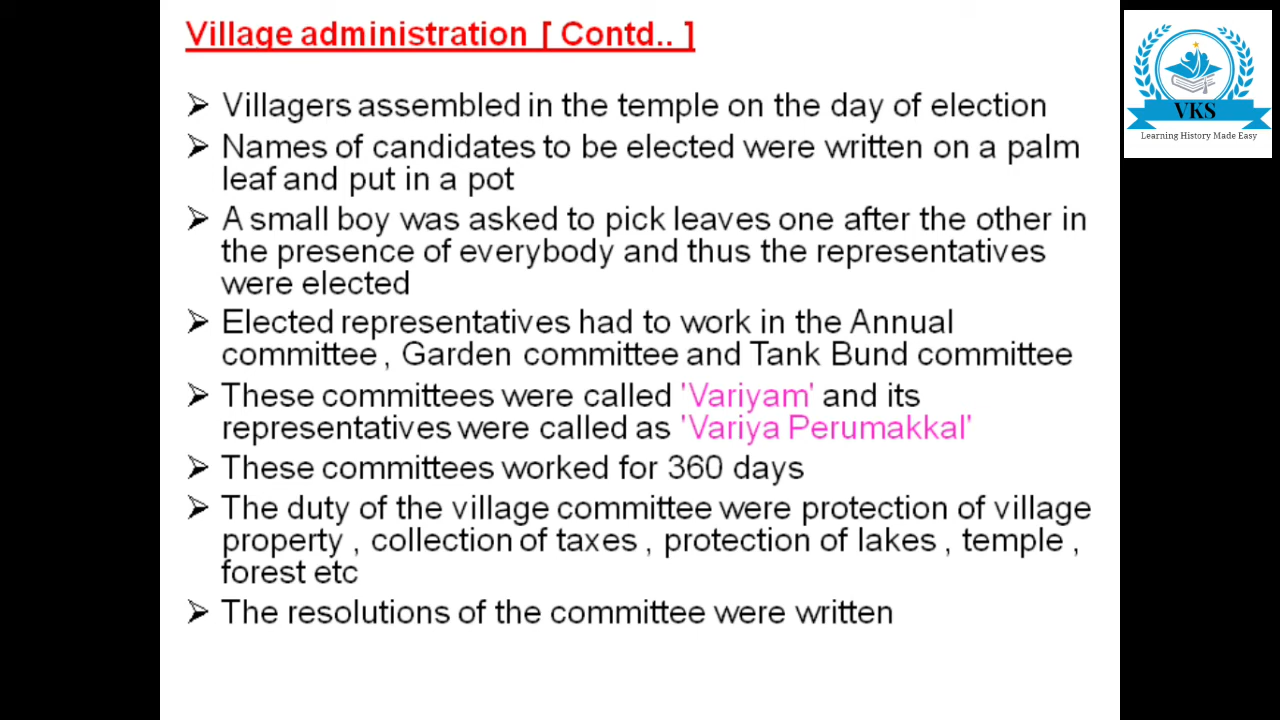 Village administration [ Contd.. ]
VKS
Learning History Made Easy
➢ Villagers assembled in the temple on the day of election
➢ Names of candidates to be elected were written on a palm
leaf and put in a pot
➢ A small boy was asked to pick leaves one after the other in
the presence of everybody and thus the representatives
were elected
➢ Elected representatives had to work in the Annual
committee , Garden committee and Tank Bund committee
➢ These committees were called 'Variyam' and its
representatives were called as 'Variya Perumakkal'
➢ These committees worked for 360 days
➢ The duty of the village committee were protection of village
property , collection of taxes , protection of lakes , temple ,
forest etc
➢ The resolutions of the committee were written